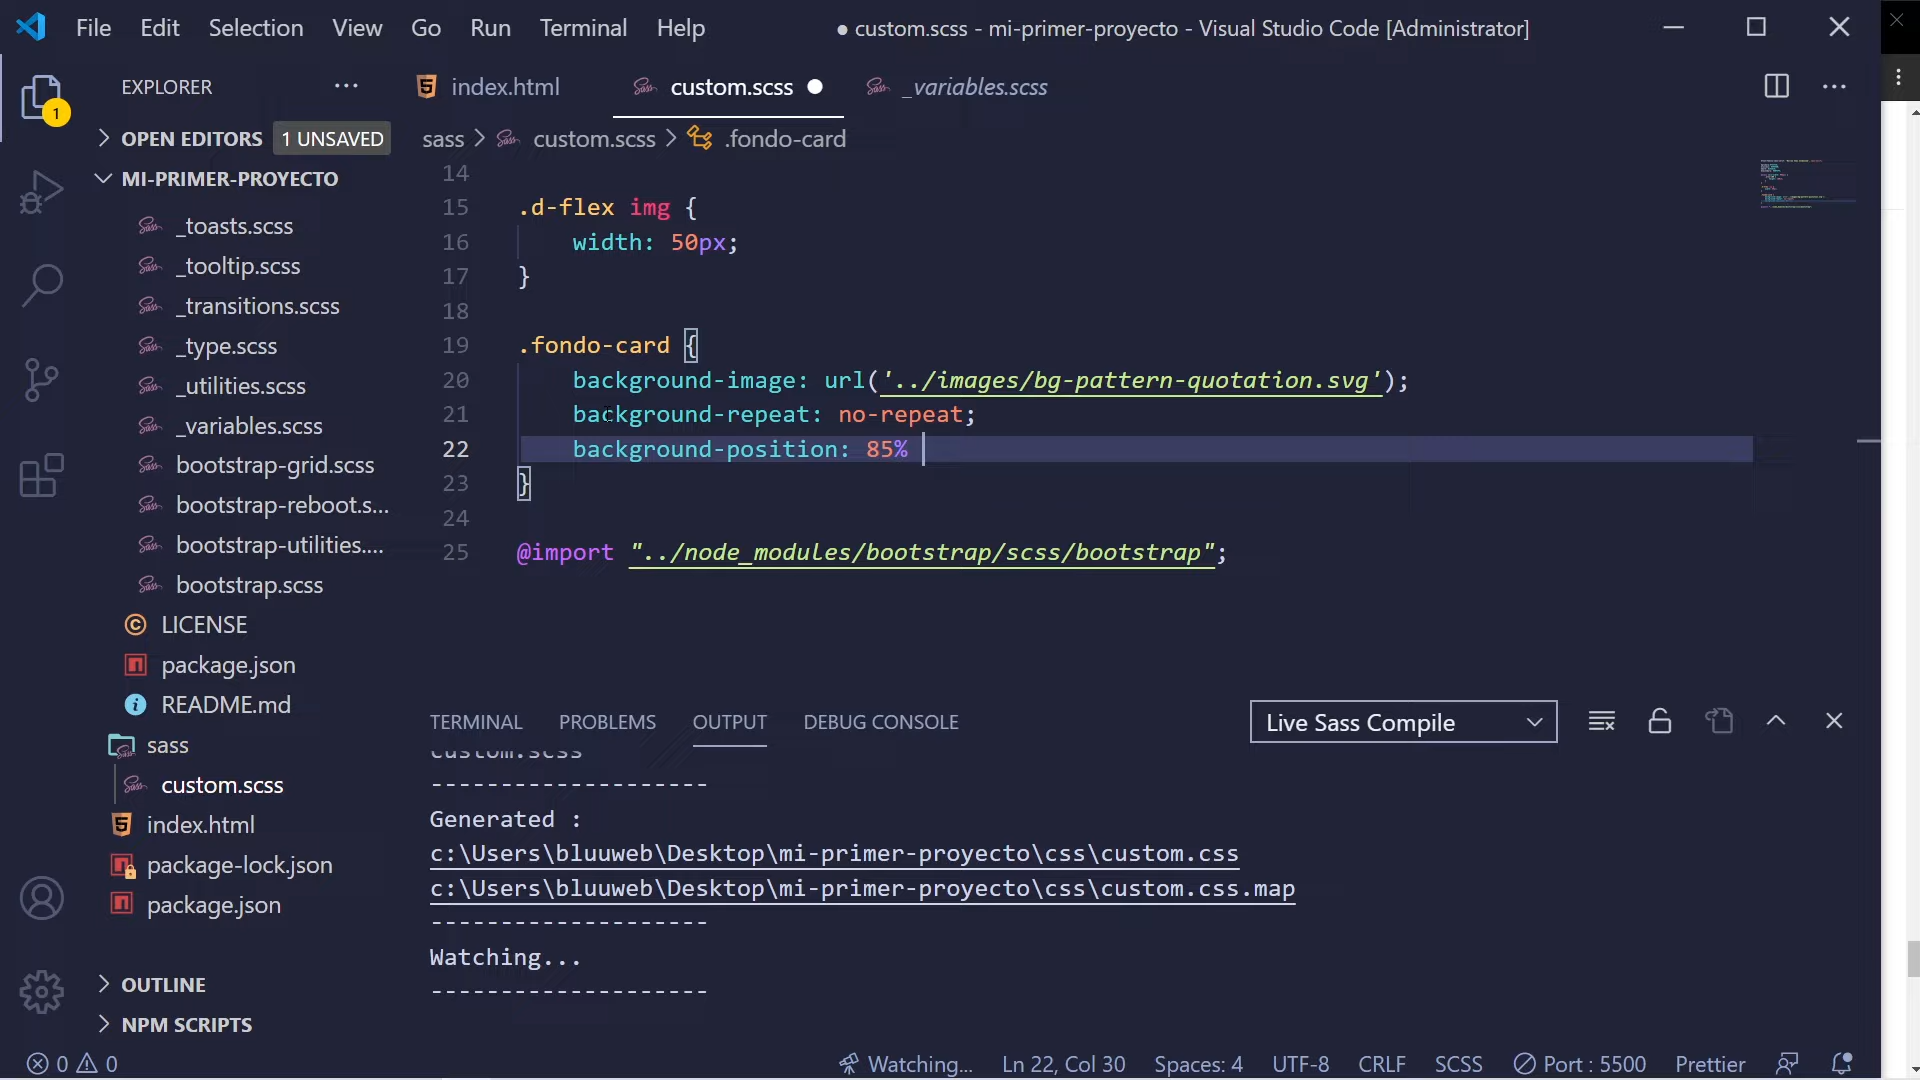 File Edit Selection View Go Run Terminal Help
● custom.scss - mi-primer-proyecto - Visual Studio Code [Administrator]
EXPLORER
index.html
custom.scss
_variables.scss
1
OPEN EDITORS 1 UNSAVED
sass > custom.scss > .fondo-card
MI-PRIMER-PROYECTO
_toasts.scss
_tooltip.scss
_transitions.scss
_type.scss
_utilities.scss
_variables.scss
bootstrap-grid.scss
bootstrap-reboot.s...
bootstrap-utilities....
bootstrap.scss
LICENSE
package.json
README.md
sass
custom.scss
index.html
package-lock.json
package.json
OUTLINE
NPM SCRIPTS
14
15 .d-flex img {
16 width: 50px;
17 }
18
19 .fondo-card {
20 background-image: url('../images/bg-pattern-quotation.svg');
21 background-repeat: no-repeat;
22 background-position: 85%
23 }
24
25 @import "../node_modules/bootstrap/scss/bootstrap";
TERMINAL PROBLEMS OUTPUT DEBUG CONSOLE
Live Sass Compile
custom.scss
--------------------
Generated :
c:\Users\bluuweb\Desktop\mi-primer-proyecto\css\custom.css
c:\Users\bluuweb\Desktop\mi-primer-proyecto\css\custom.css.map
--------------------
Watching...
--------------------
0 0
Watching... Ln 22, Col 30 Spaces: 4 UTF-8 CRLF SCSS Port : 5500 Prettier